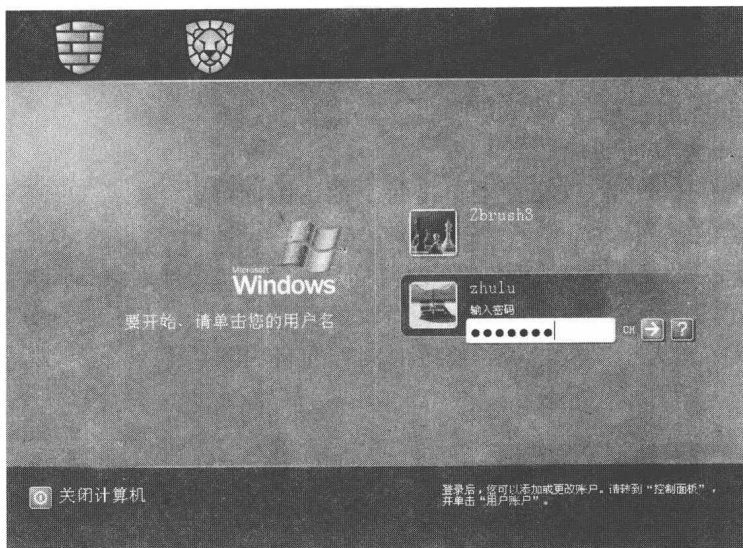 Zbrush3
Microsoft
Windows
zhulu
输入密码
要开始，请单击您的用户名
CH
?
关闭计算机
登录后，您可以添加或更改账户。请转到“控制面板”，
并单击“用户账户”。